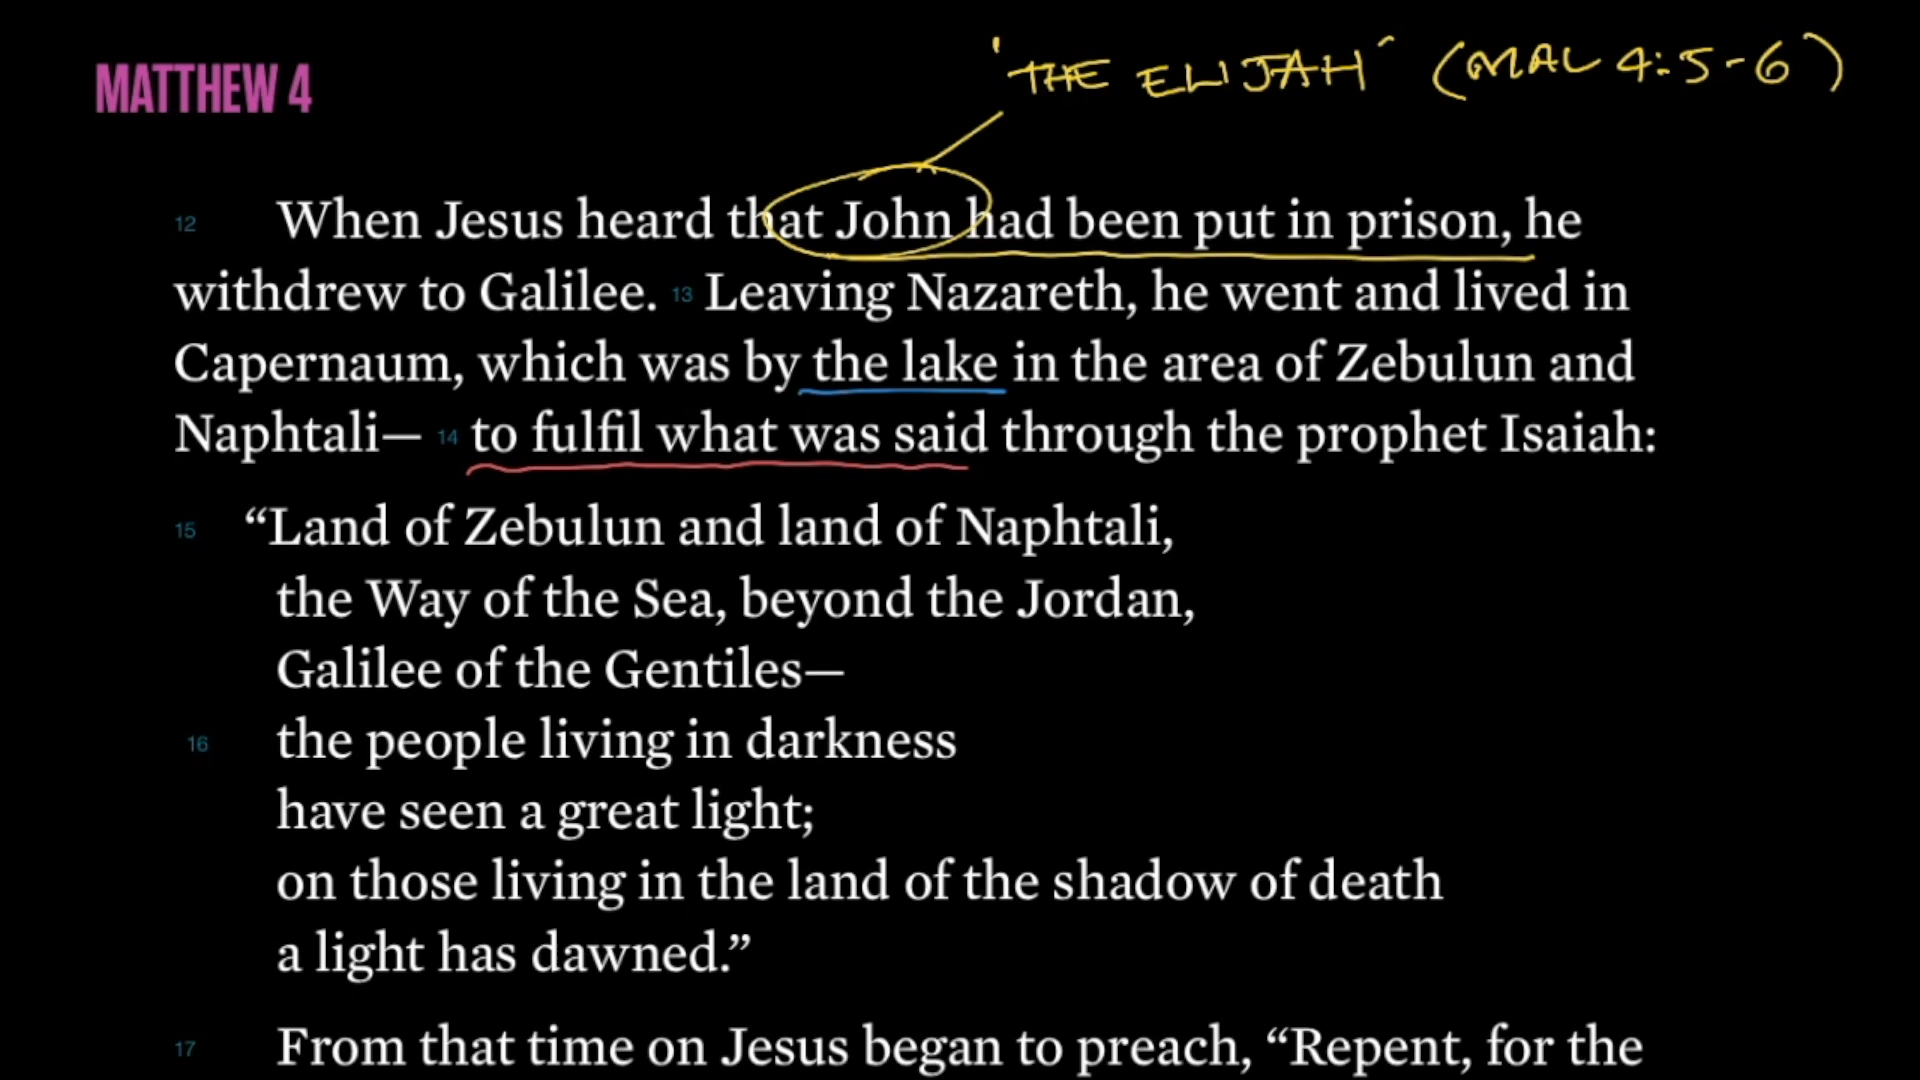 'THE ELIJAH' (MAL 4:5-6)
MATTHEW 4
12 When Jesus heard that John had been put in prison, he
withdrew to Galilee. 13 Leaving Nazareth, he went and lived in
Capernaum, which was by the lake in the area of Zebulun and
Naphtali— 14 to fulfil what was said through the prophet Isaiah:
15 “Land of Zebulun and land of Naphtali,
the Way of the Sea, beyond the Jordan,
Galilee of the Gentiles—
16 the people living in darkness
have seen a great light;
on those living in the land of the shadow of death
a light has dawned.”
17 From that time on Jesus began to preach, “Repent, for the